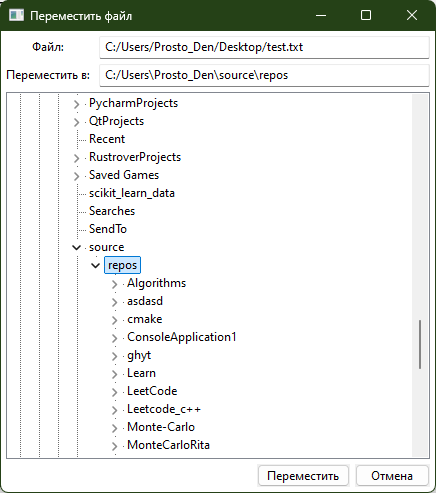 Переместить файл
Файл: C:/Users/Prosto_Den/Desktop/test.txt
Переместить в: C:/Users\Prosto_Den\source\repos
PycharmProjects
QtProjects
Recent
RustroverProjects
Saved Games
scikit_learn_data
Searches
SendTo
source
repos
Algorithms
asdasd
cmake
ConsoleApplication1
ghyt
Learn
LeetCode
Leetcode_c++
Monte-Carlo
MonteCarloRita
Переместить Отмена